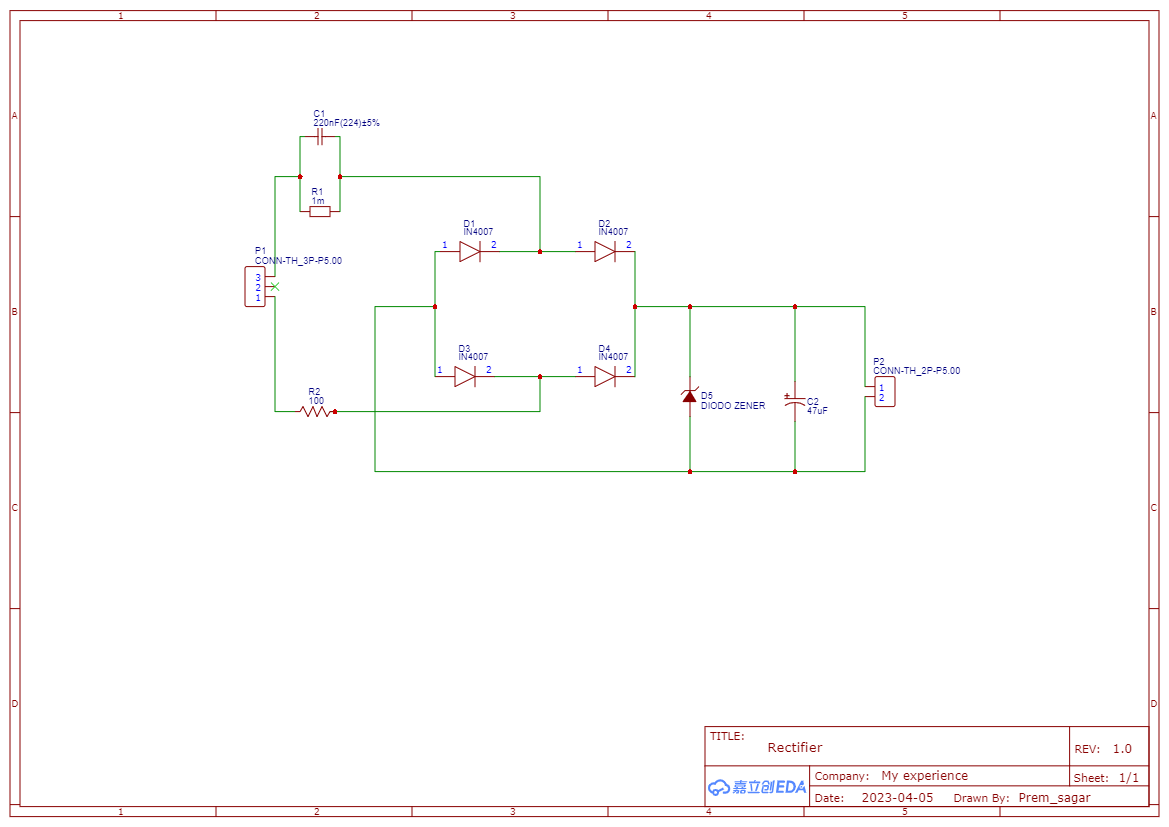 1 2 3 4 5
A A
C1
220nF(224)±5%
R1
1m
D1
IN4007
D2
IN4007
1 2 1 2
P1
CONN-TH_3P-P5.00
3
2
1
B B
D3
IN4007
D4
IN4007
1 2 1 2
P2
CONN-TH_2P-P5.00
1
2
R2
100
D5
DIODO ZENER
C2
47uF
C C
D D
TITLE:
Rectifier
REV: 1.0
嘉立创EDA
Company: My experience
Sheet: 1/1
Date: 2023-04-05 Drawn By: Prem_sagar
1 2 3 4 5